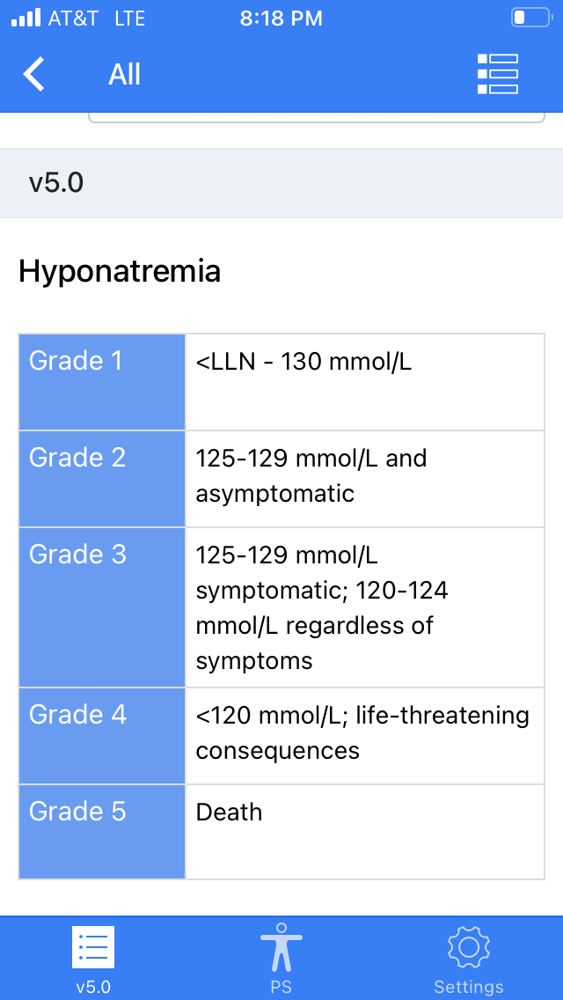 AT&T LTE 8:18 PM
All
v5.0
Hyponatremia
Grade 1
<LLN - 130 mmol/L
Grade 2
125-129 mmol/L and
asymptomatic
Grade 3
125-129 mmol/L
symptomatic; 120-124
mmol/L regardless of
symptoms
Grade 4
<120 mmol/L; life-threatening
consequences
Grade 5
Death
v5.0
PS
Settings